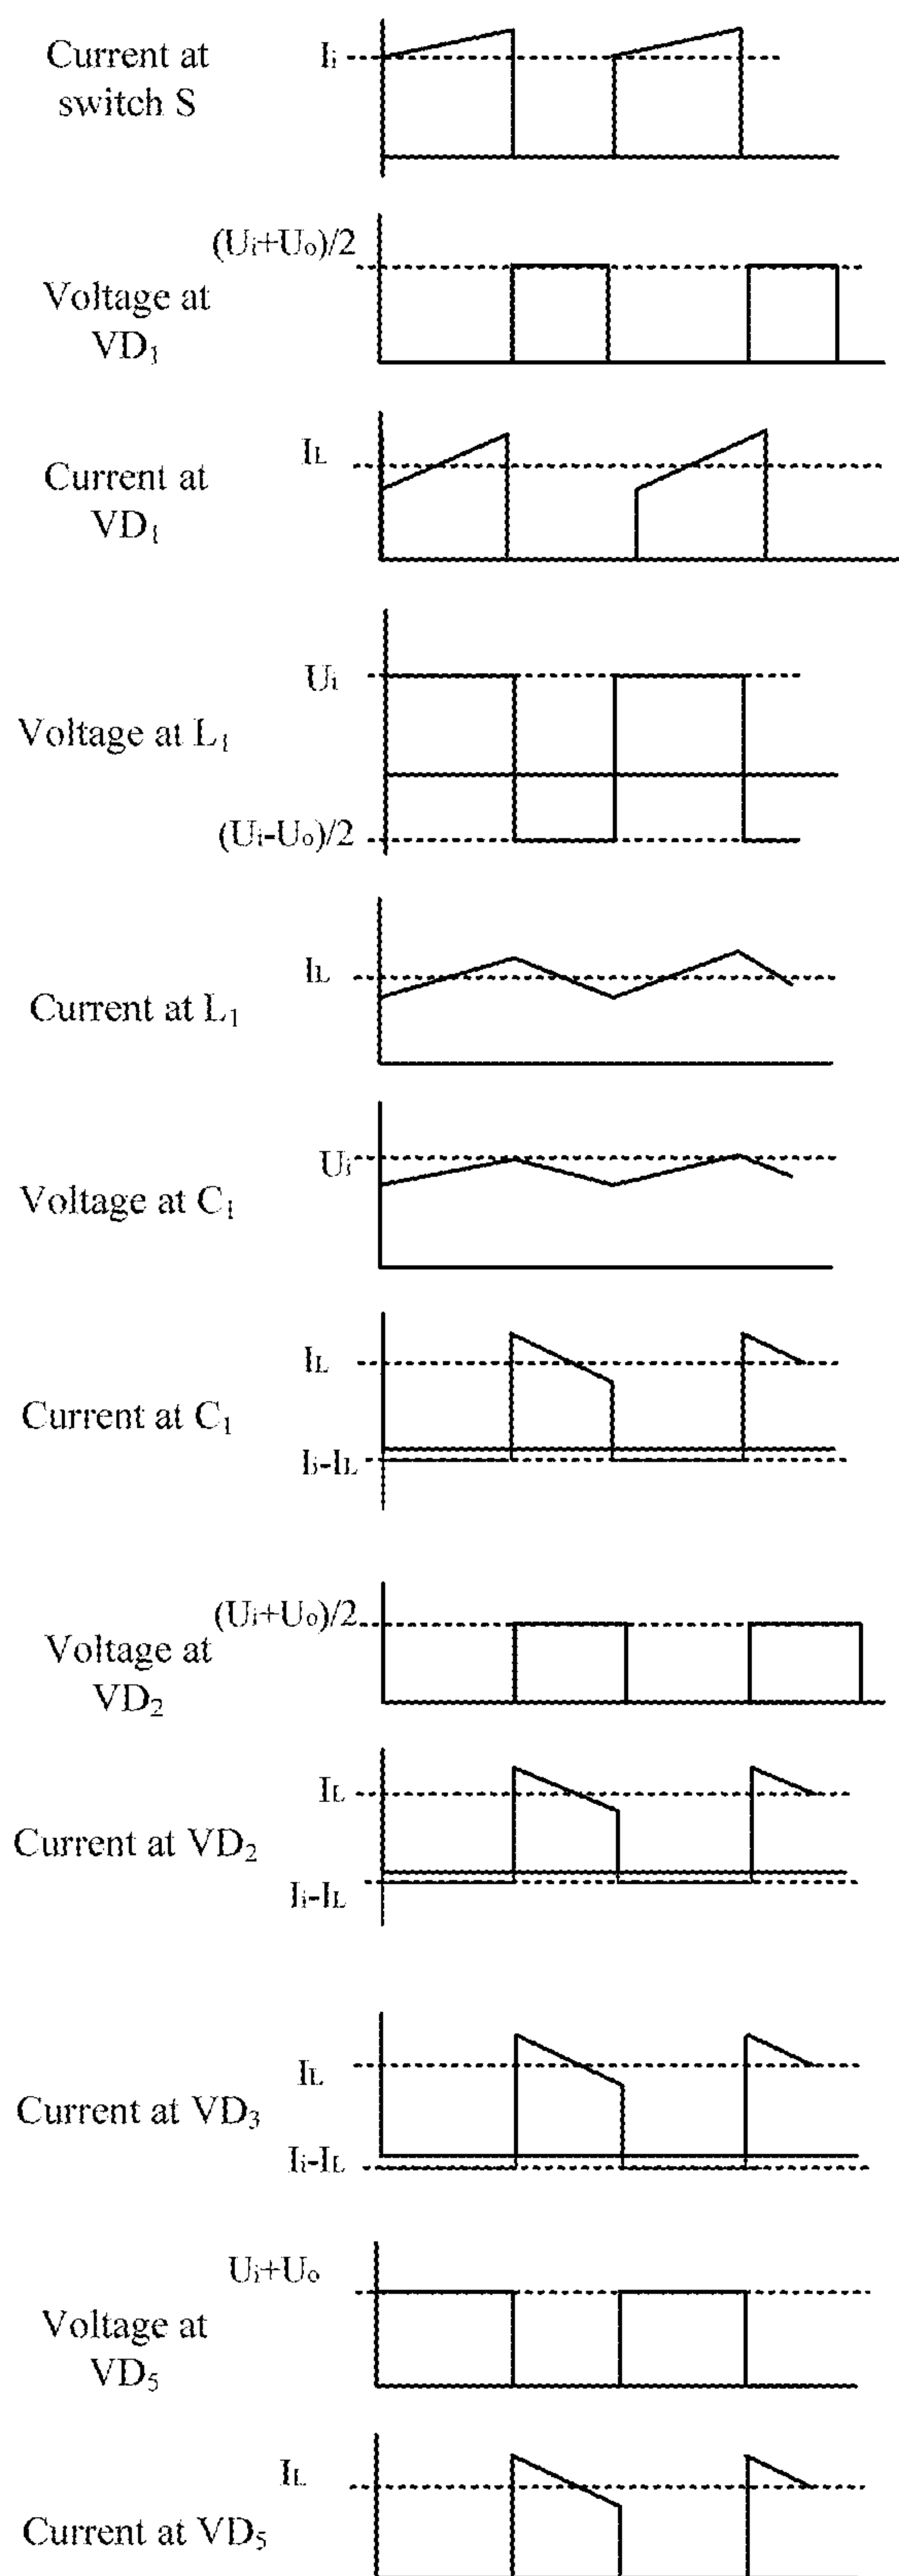 Current at
switch S
Ii
(Ui+Uo)/2
Voltage at
VD1
IL
Current at
VD1
Ui
Voltage at L1
(Ui-Uo)/2
IL
Current at L1
Ui
Voltage at C1
IL
Current at C1
Ii-IL
(Ui+Uo)/2
Voltage at
VD2
IL
Current at VD2
Ii-IL
IL
Current at VD3
Ii-IL
Ui+Uo
Voltage at
VD5
IL
Current at VD5